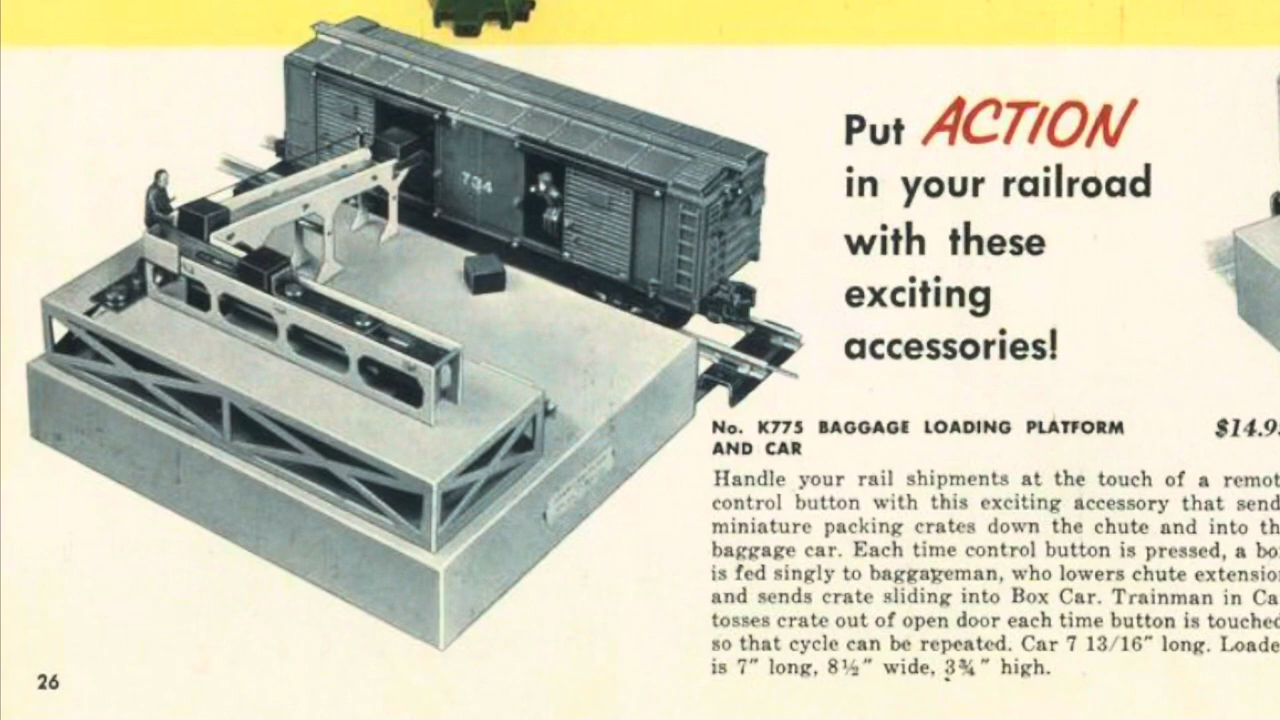 Put ACTION
in your railroad
with these
exciting
accessories!
No. K775 BAGGAGE LOADING PLATFORM $14.9
AND CAR
Handle your rail shipments at the touch of a remot
control button with this exciting accessory that send
miniature packing crates down the chute and into th
baggage car. Each time control button is pressed, a bo
is fed singly to baggageman, who lowers chute extension
and sends crate sliding into Box Car. Trainman in Ca
tosses crate out of open door each time button is touched
so that cycle can be repeated. Car 7 13/16" long. Loade
is 7" long, 8½" wide, 3¾" high.
734
26